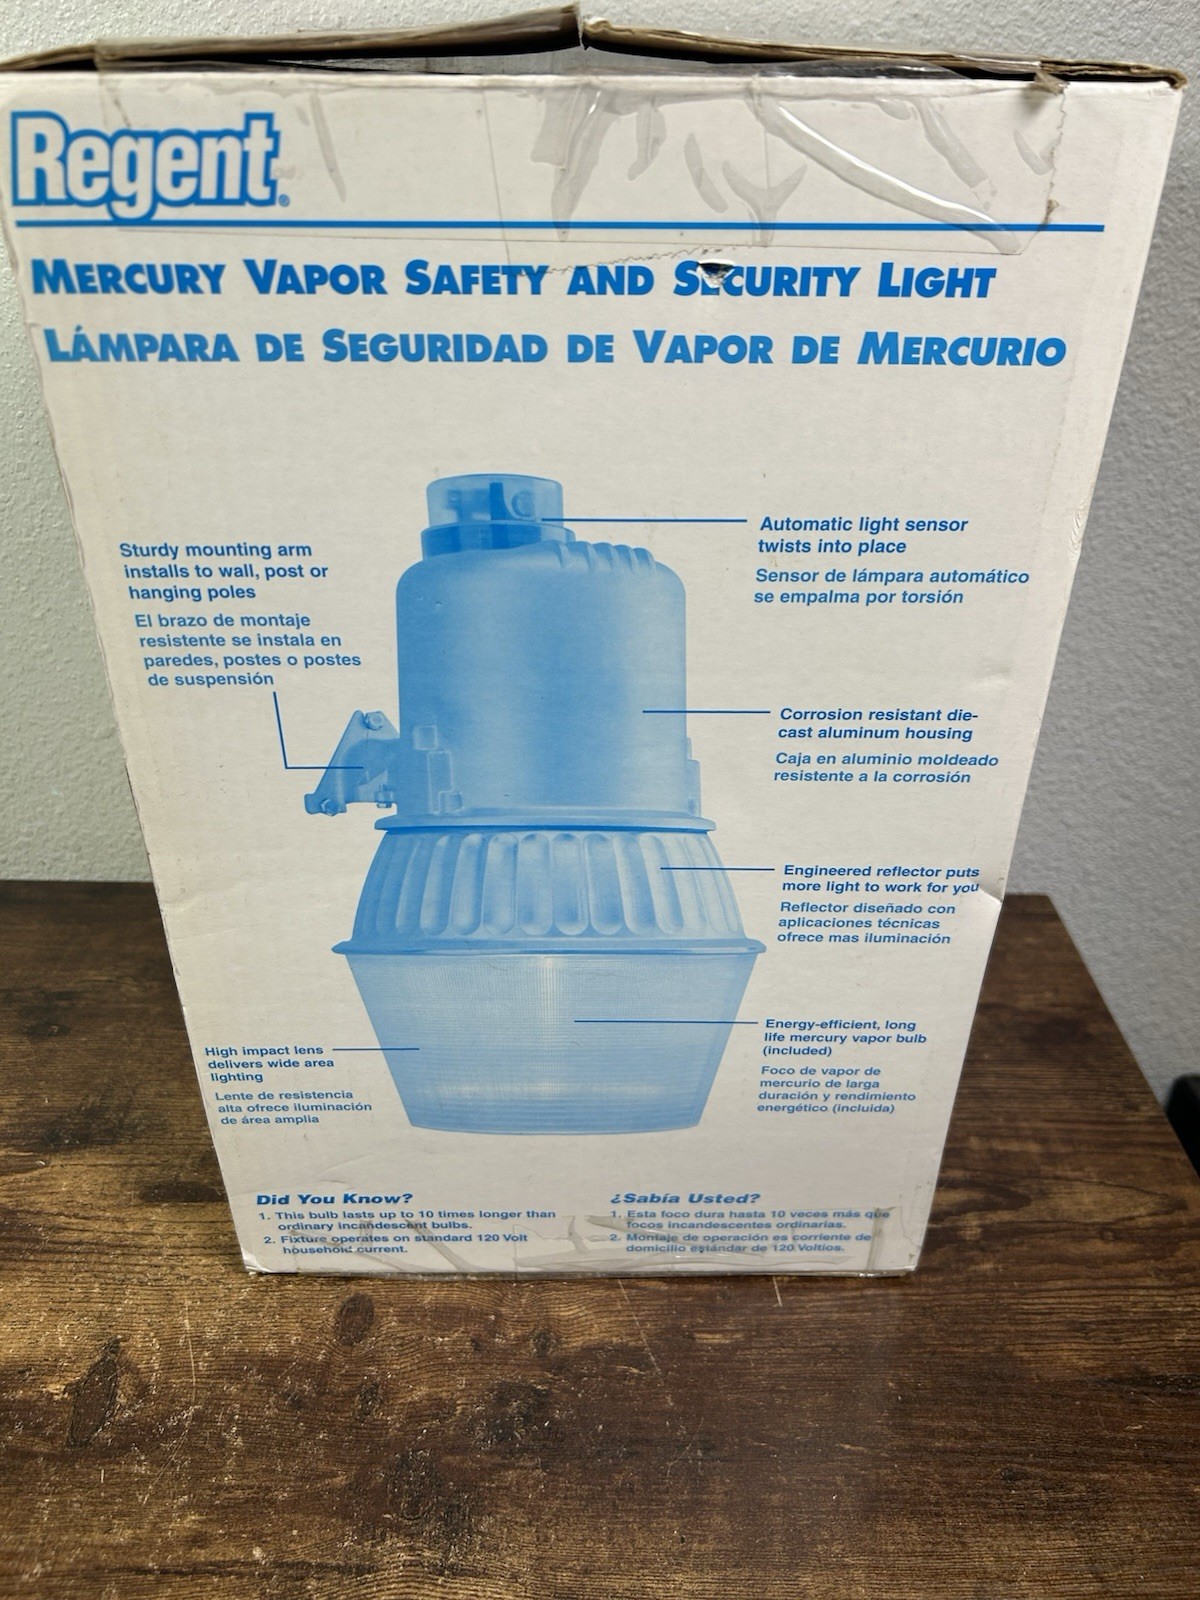 Regent®
MERCURY VAPOR SAFETY AND SECURITY LIGHT
LÁMPARA DE SEGURIDAD DE VAPOR DE MERCURIO
Sturdy mounting arm
installs to wall, post or
hanging poles
El brazo de montaje
resistente se instala en
paredes, postes o postes
de suspensión
Automatic light sensor
twists into place
Sensor de lámpara automático
se empalma por torsión
Corrosion resistant die-
cast aluminum housing
Caja en aluminio moldeado
resistente a la corrosión
Engineered reflector puts
more light to work for you
Reflector diseñado con
aplicaciones técnicas
ofrece mas iluminación
Energy-efficient, long
life mercury vapor bulb
(included)
Foco de vapor de
mercurio de larga
duración y rendimiento
energético (incluida)
High impact lens
delivers wide area
lighting
Lente de resistencia
alta ofrece iluminación
de área amplia
Did You Know?
1. This bulb lasts up to 10 times longer than
ordinary incandescent bulbs.
2. Fixture operates on standard 120 Volt
household current.
¿Sabía Usted?
1. Esta foco dura hasta 10 veces más que
focos incandescentes ordinarias.
2. Montaje de operación es corriente de
domicilio estándar de 120 Voltios.